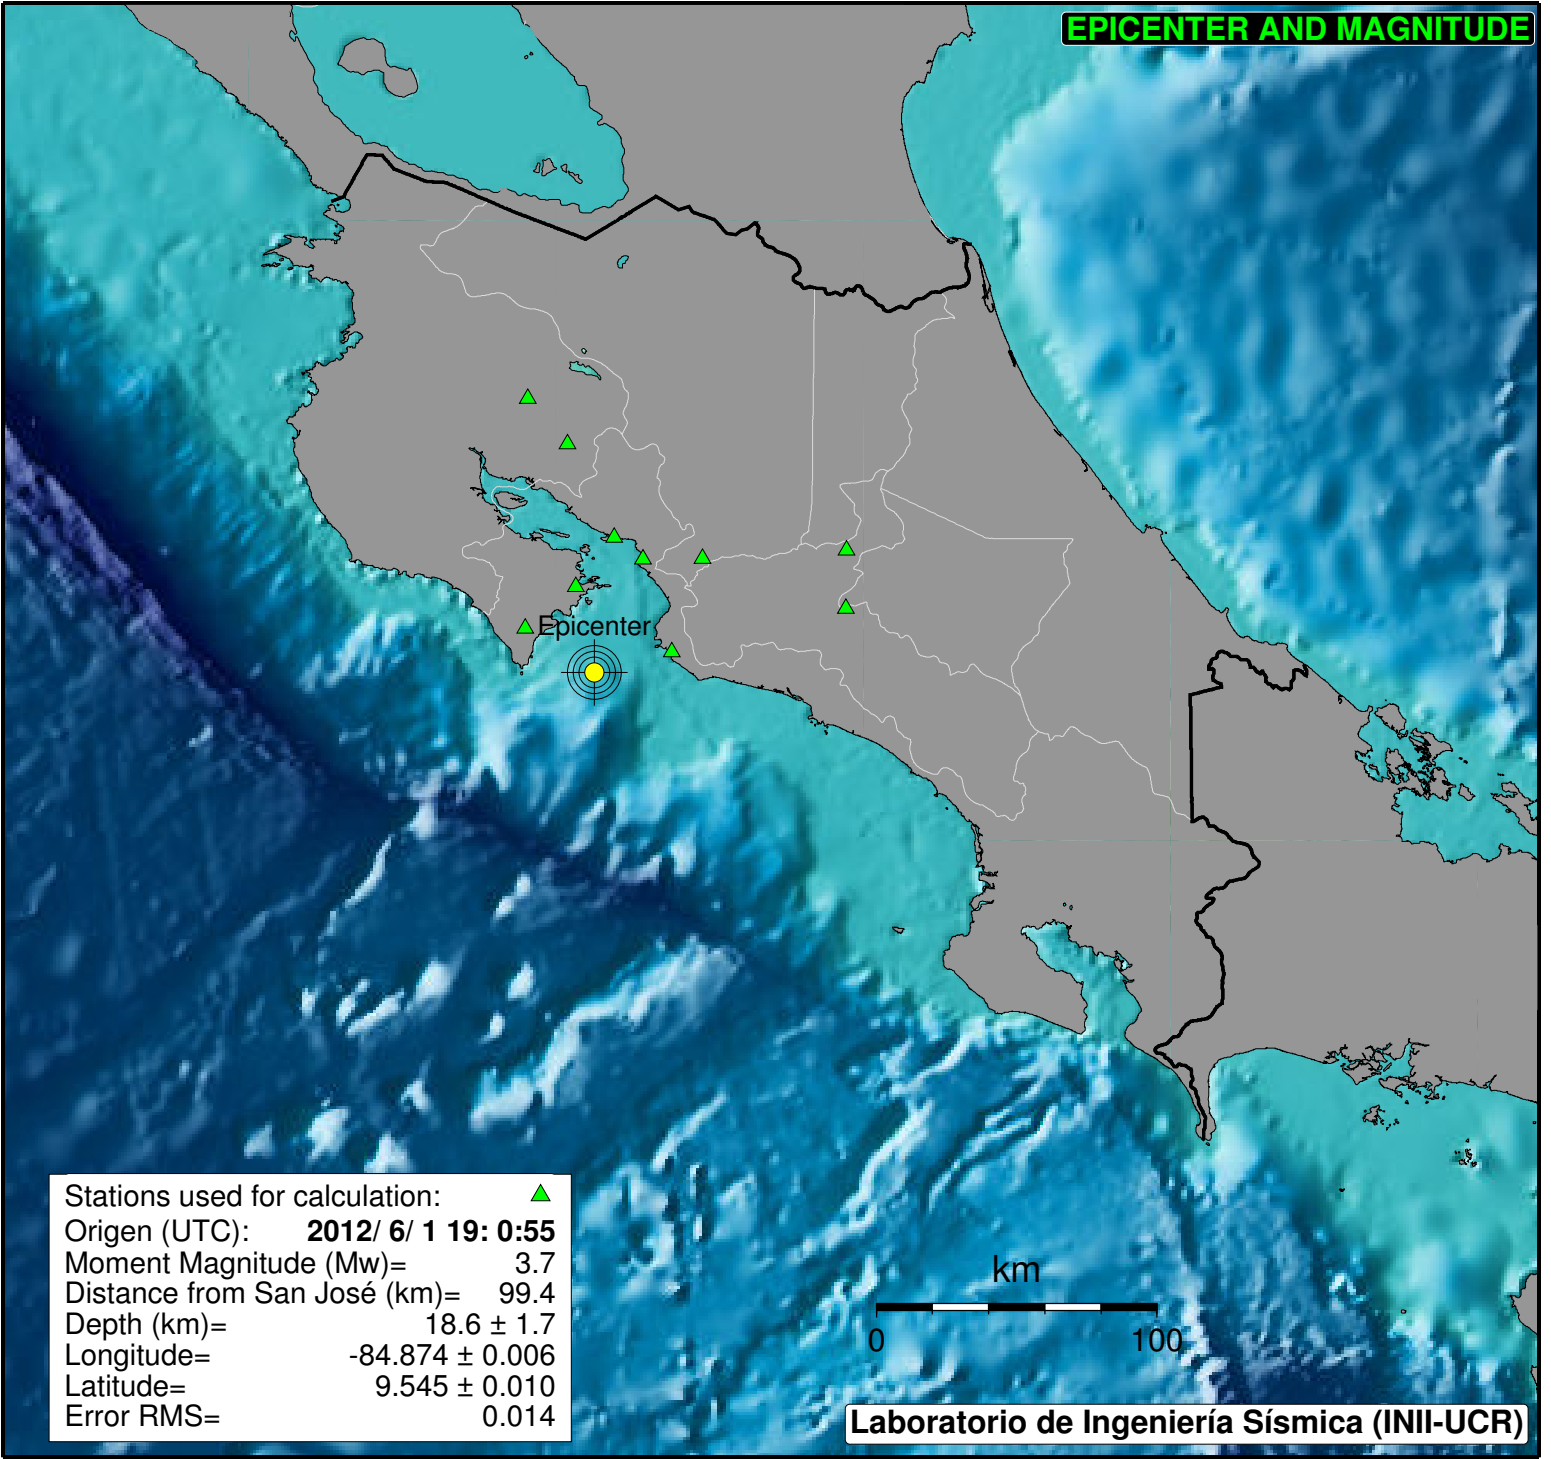 EPICENTER AND MAGNITUDE
Epicenter
Stations used for calculation:
Origen (UTC): 2012/ 6/ 1 19: 0:55
Moment Magnitude (Mw)= 3.7
Distance from San José (km)= 99.4
Depth (km)= 18.6 ± 1.7
Longitude= -84.874 ± 0.006
Latitude= 9.545 ± 0.010
Error RMS= 0.014
km
0 100
Laboratorio de Ingeniería Sísmica (INII-UCR)